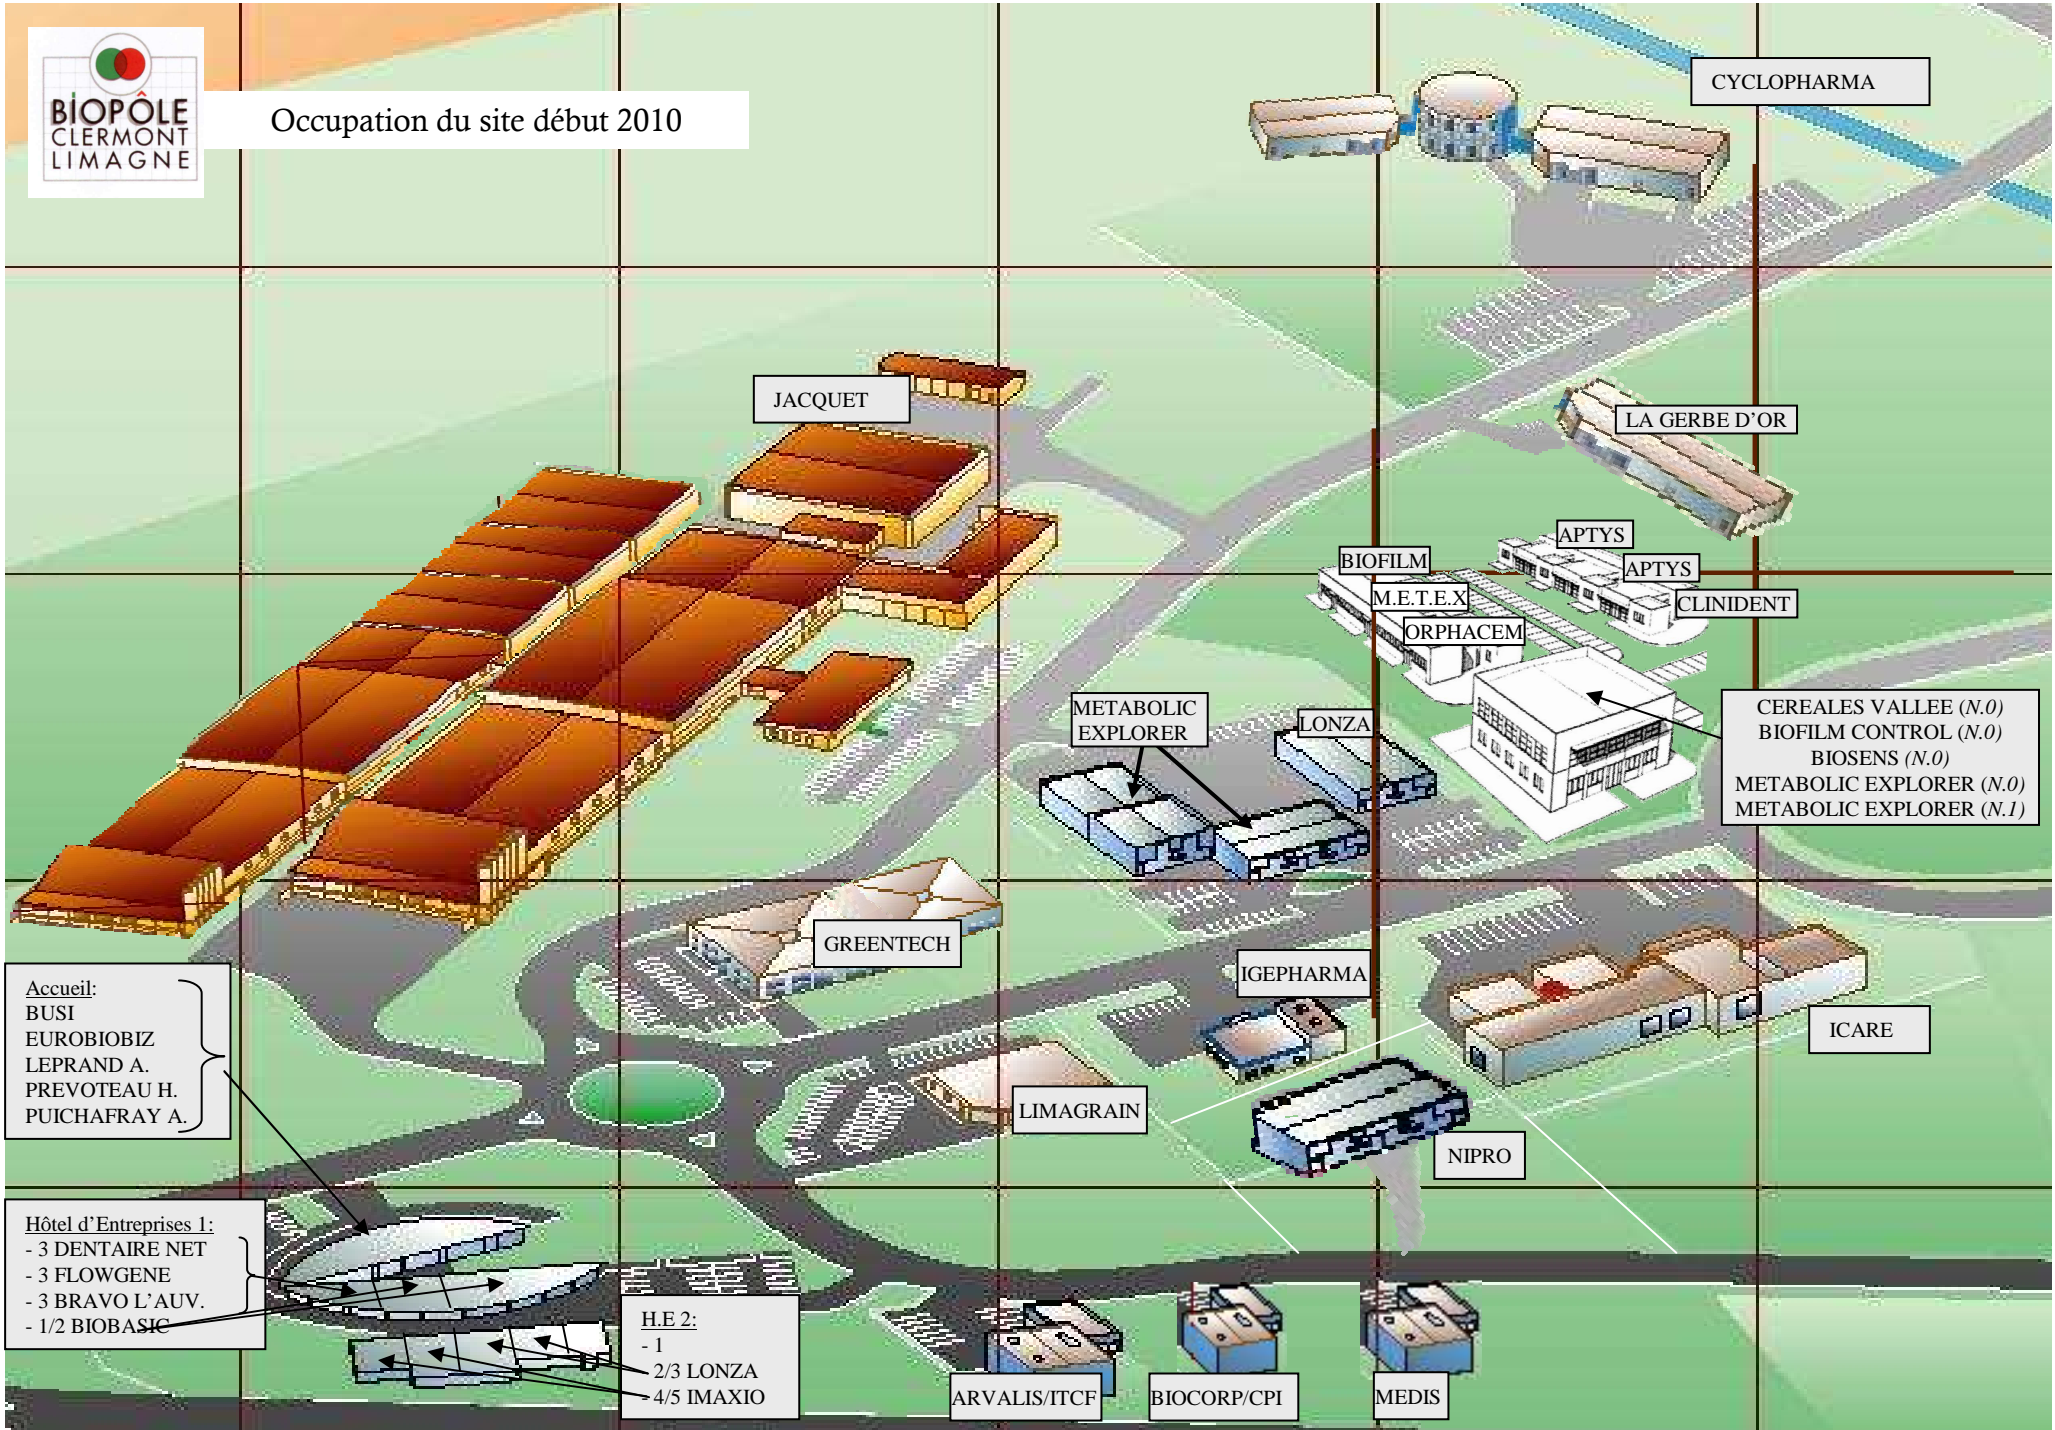 BIOPÔLE
CLERMONT
LIMAGNE
Occupation du site début 2010
CYCLOPHARMA
JACQUET
LA GERBE D’OR
APTYS
BIOFILM
APTYS
M.E.T.E.X
CLINIDENT
ORPHACEM
METABOLIC
EXPLORER
LONZA
CEREALES VALLEE (N.0)
BIOFILM CONTROL (N.0)
BIOSENS (N.0)
METABOLIC EXPLORER (N.0)
METABOLIC EXPLORER (N.1)
GREENTECH
IGEPHARMA
ICARE
Accueil:
BUSI
EUROBIOBIZ
LEPRAND A.
PREVOTEAU H.
PUICHAFRAY A.
LIMAGRAIN
NIPRO
Hôtel d’Entreprises 1:
- 3 DENTAIRE NET
- 3 FLOWGENE
- 3 BRAVO L’AUV.
- 1/2 BIOBASIC
H.E 2:
- 1
- 2/3 LONZA
- 4/5 IMAXIO
ARVALIS/ITCF
BIOCORP/CPI
MEDIS